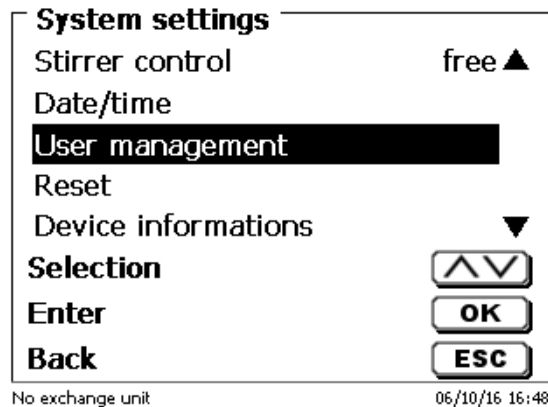 System settings
Stirrer control free ▲
Date/time
User management
Reset
Device informations ▼
Selection
Enter OK
Back ESC
No exchange unit 06/10/16 16:48